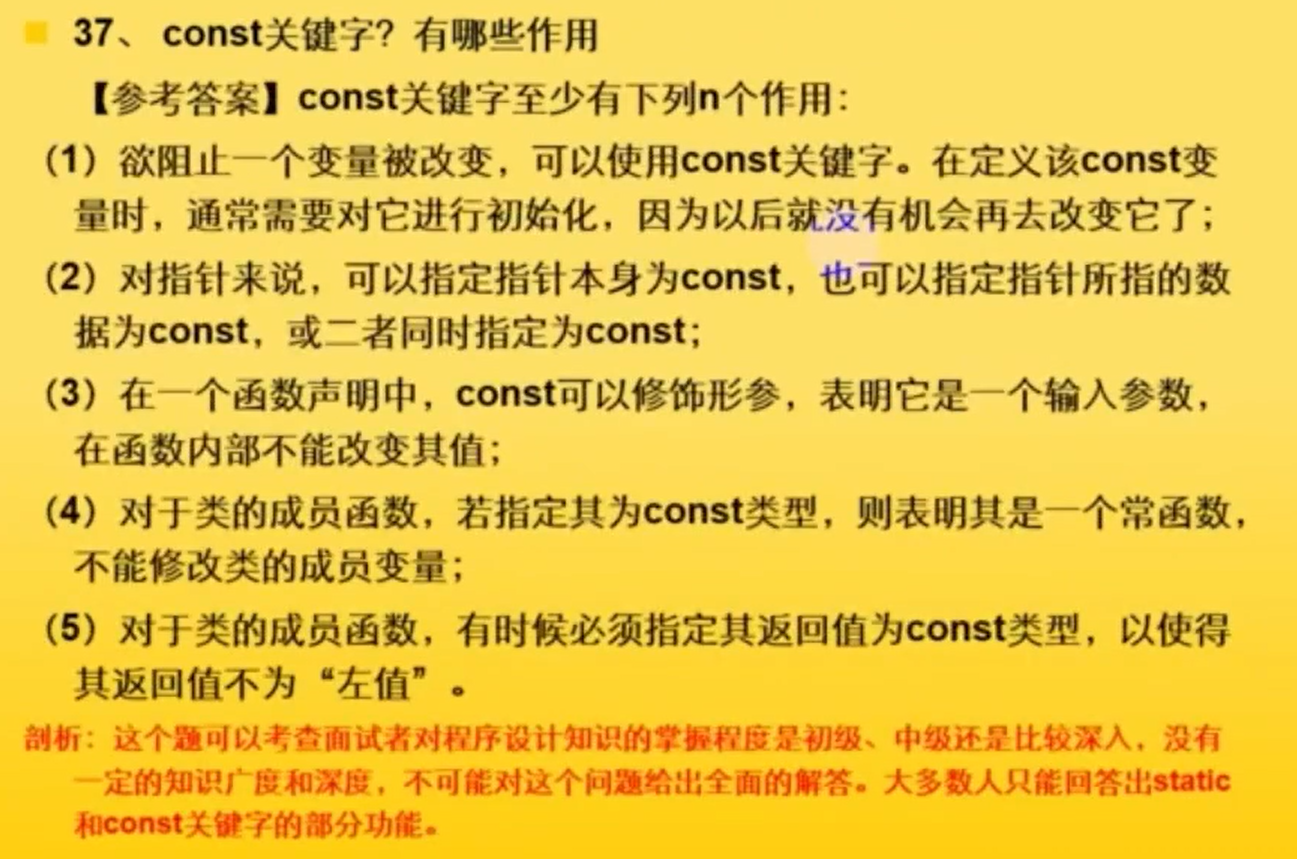 37、 const关键字？有哪些作用
【参考答案】const关键字至少有下列n个作用：
（1）欲阻止一个变量被改变，可以使用const关键字。在定义该const变
量时，通常需要对它进行初始化，因为以后就没有机会再去改变它了；
（2）对指针来说，可以指定指针本身为const，也可以指定指针所指的数
据为const，或二者同时指定为const；
（3）在一个函数声明中，const可以修饰形参，表明它是一个输入参数，
在函数内部不能改变其值；
（4）对于类的成员函数，若指定其为const类型，则表明其是一个常函数，
不能修改类的成员变量；
（5）对于类的成员函数，有时候必须指定其返回值为const类型，以使得
其返回值不为“左值”。
剖析：这个题可以考查面试者对程序设计知识的掌握程度是初级、中级还是比较深入，没有
一定的知识广度和深度，不可能对这个问题给出全面的解答。大多数人只能回答出static
和const关键字的部分功能。